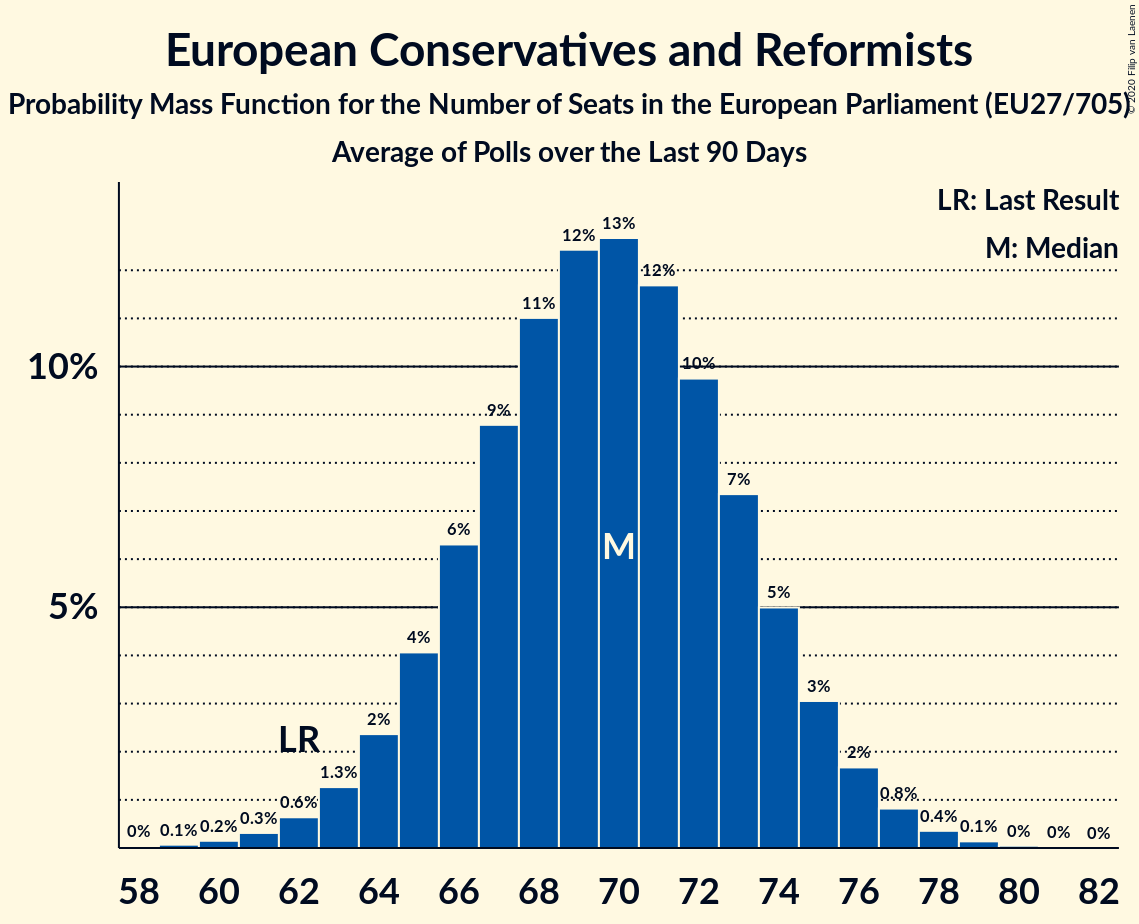 European Conservatives and Reformists
Probability Mass Function for the Number of Seats in the European Parliament (EU27/705)
Average of Polls over the Last 90 Days
© 2020 Filip van Laenen
LR: Last Result
M: Median
10%
5%
0% 0.1% 0.2% 0.3% 0.6% 1.3% 2% 4% 6% 9% 11% 12% 13% 12% 10% 7% 5% 3% 2% 0.8% 0.4% 0.1% 0% 0% 0%
LR
M
58 60 62 64 66 68 70 72 74 76 78 80 82